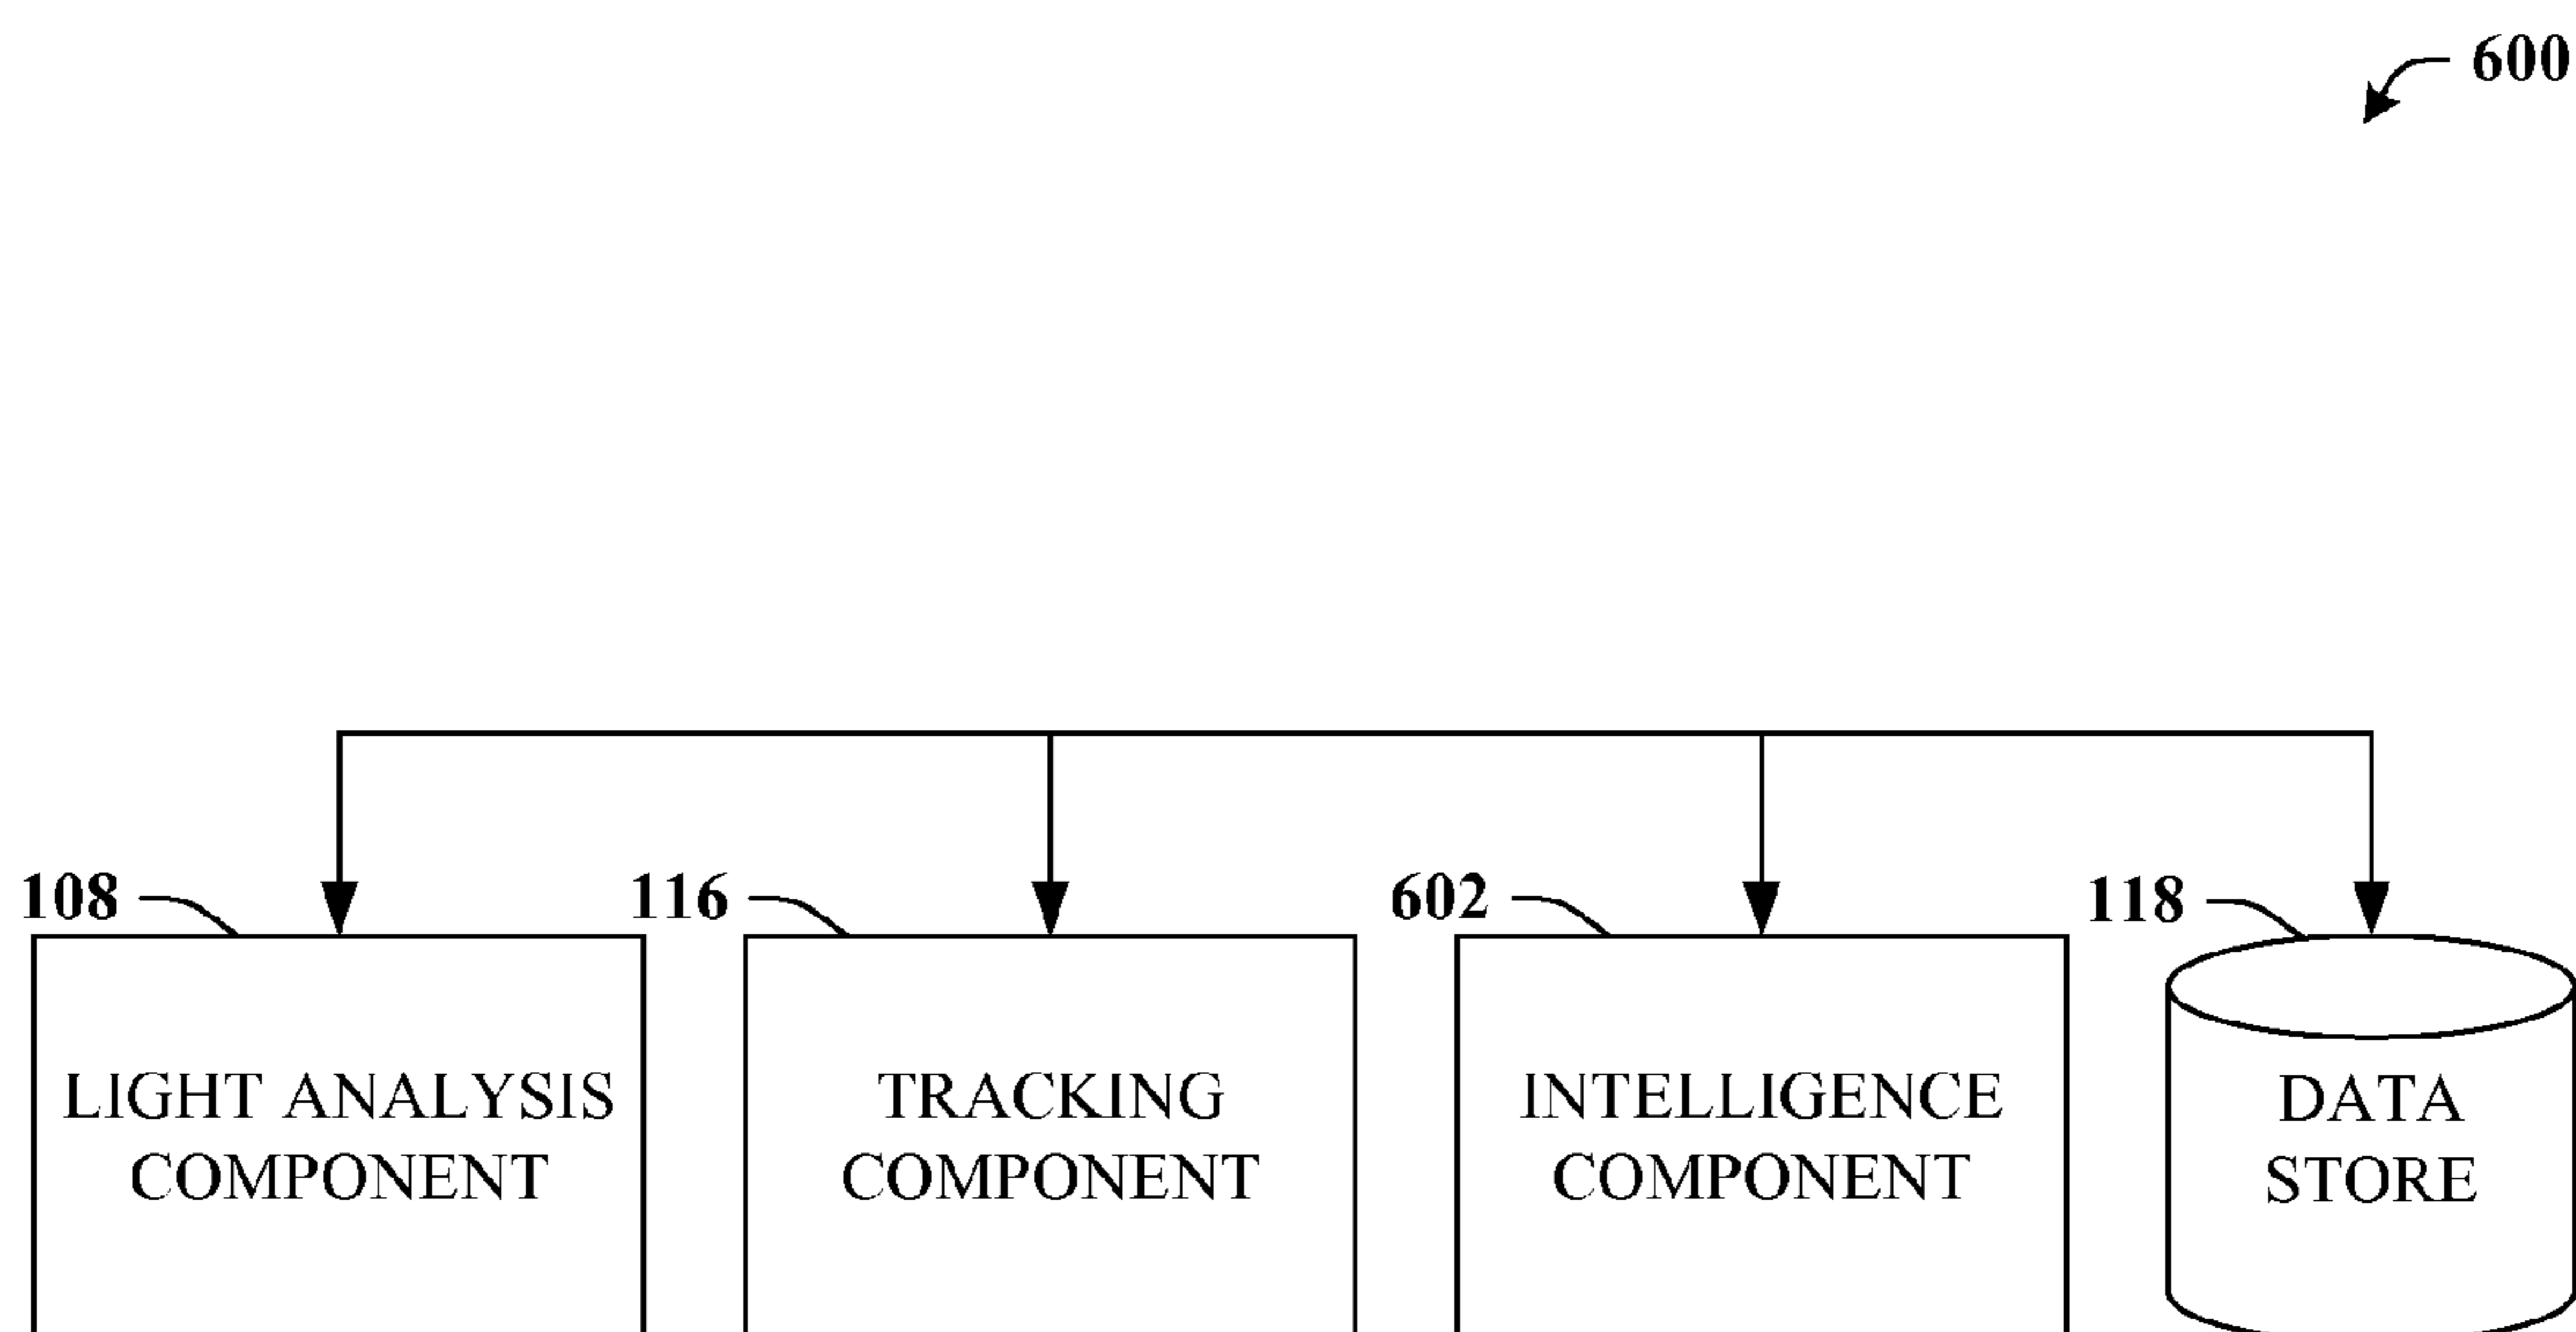 600
108
116
602
118
LIGHT ANALYSIS
COMPONENT
TRACKING
COMPONENT
INTELLIGENCE
COMPONENT
DATA
STORE